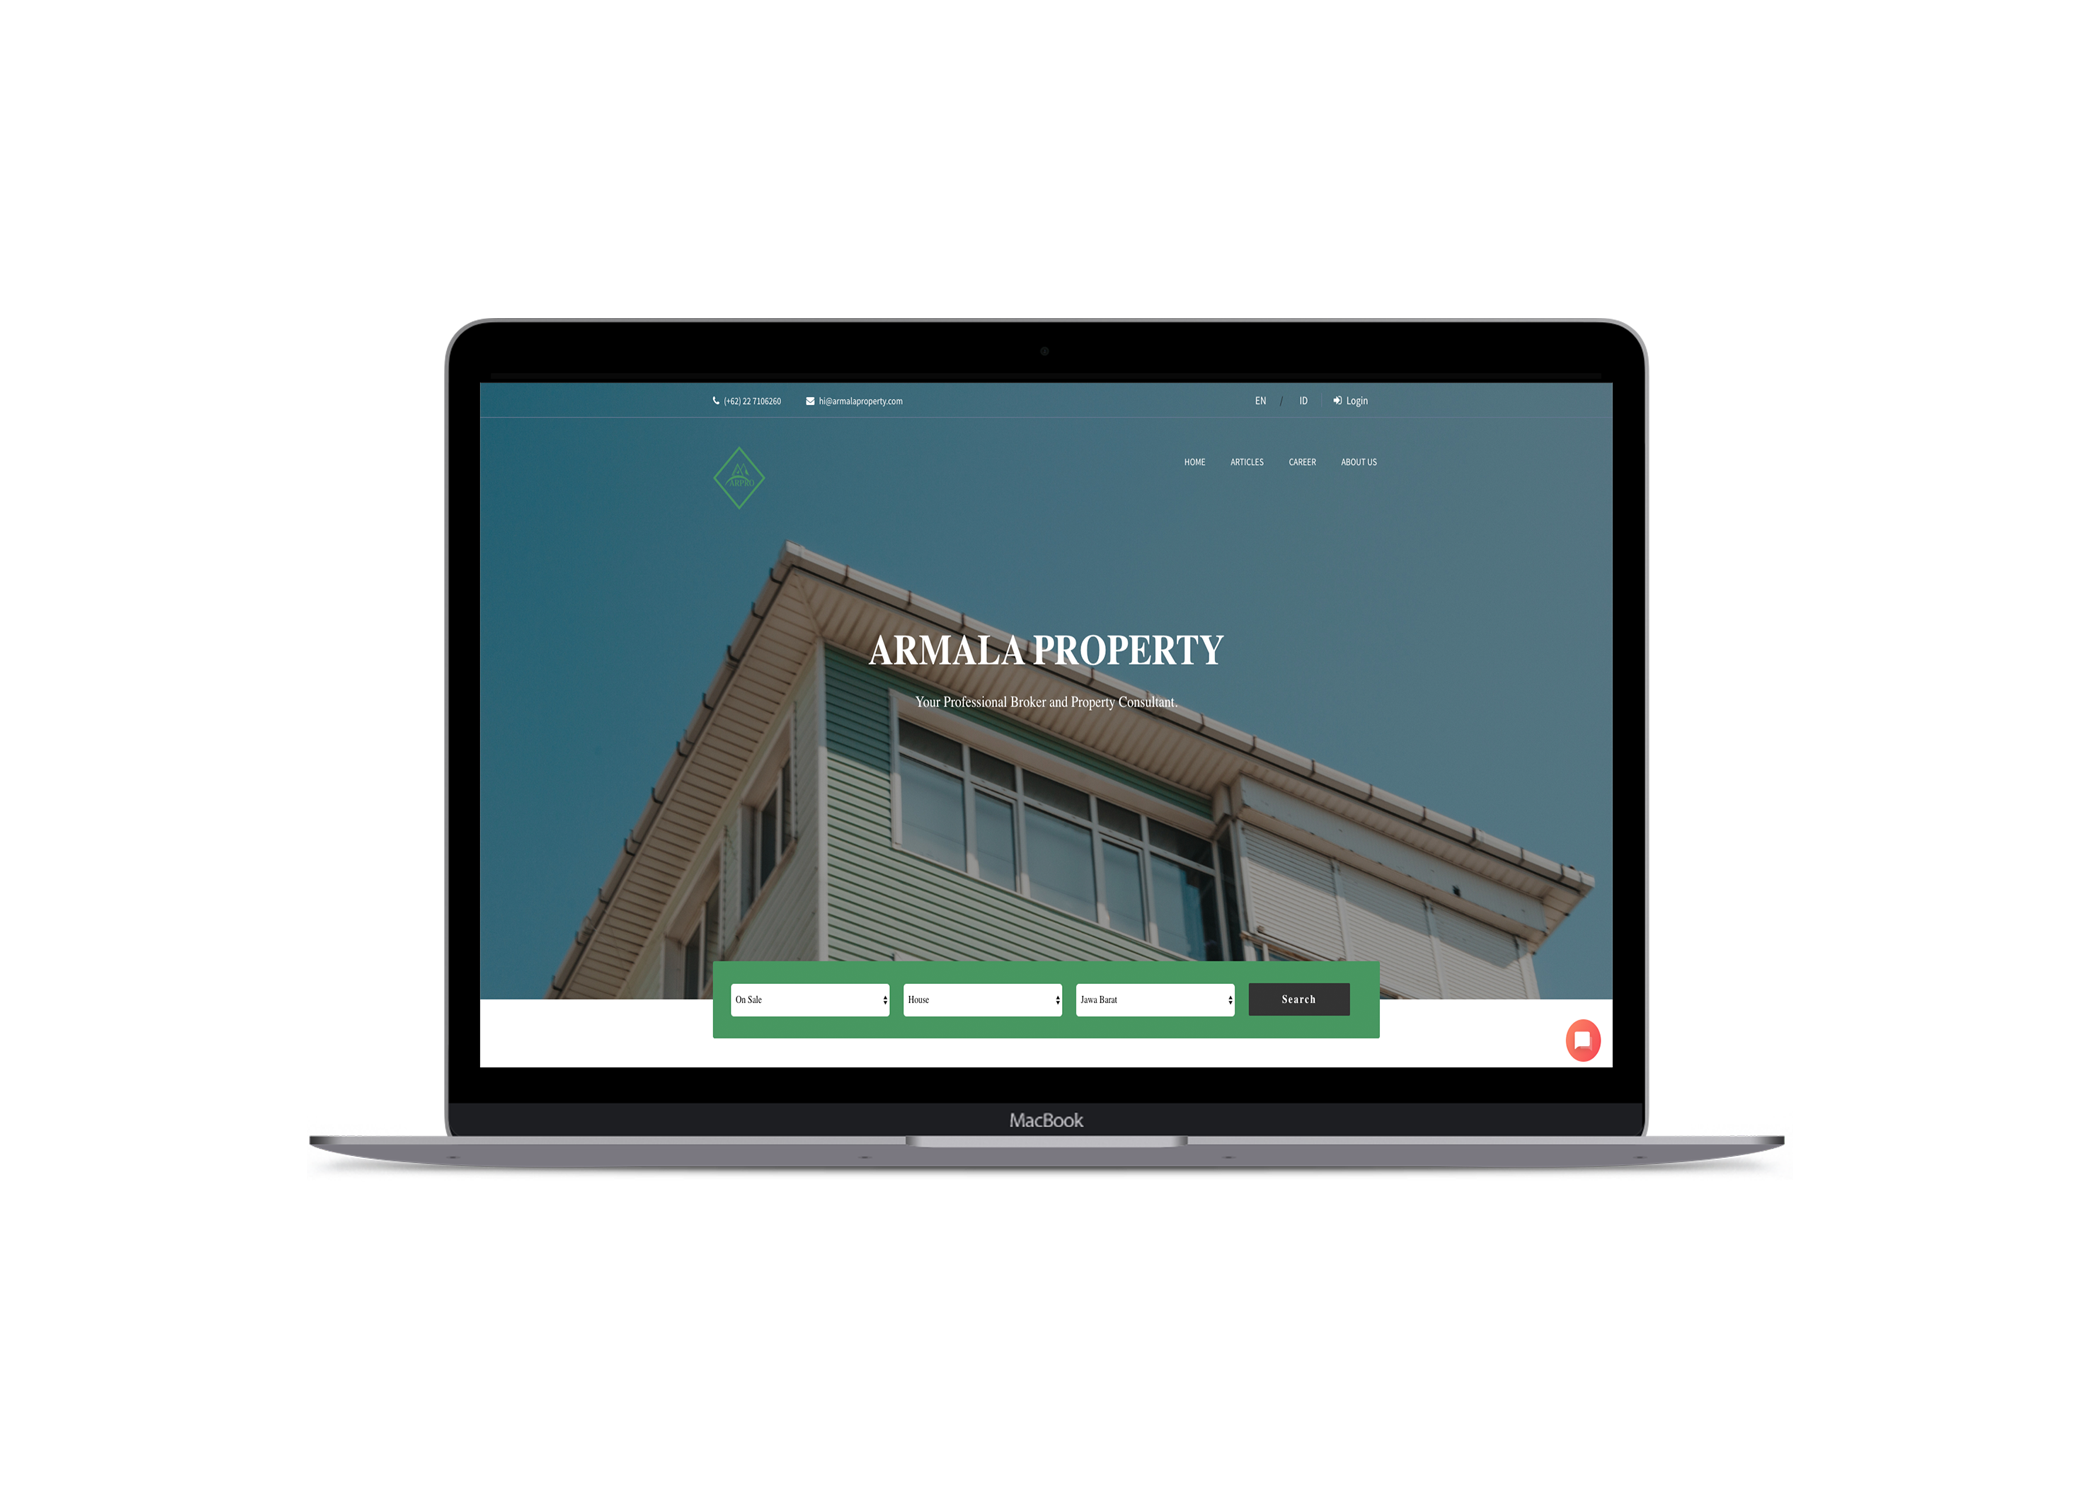 (+62) 22 7106260 hi@armalaproperty.com EN / ID Login
ARPRO
HOME ARTICLES CAREER ABOUT US
ARMALA PROPERTY
Your Professional Broker and Property Consultant.
On Sale House Jawa Barat Search
MacBook